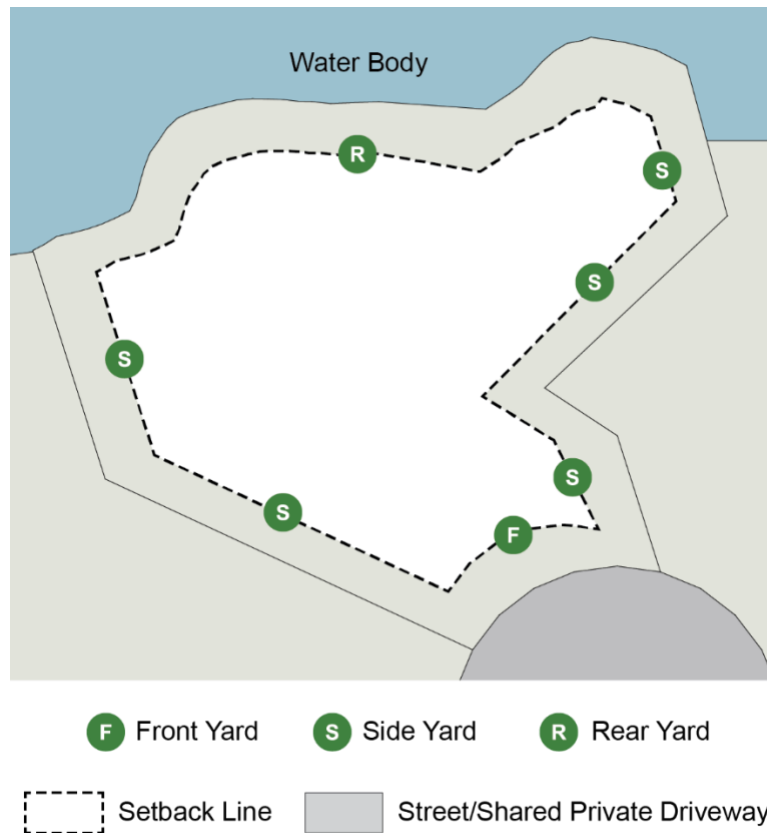 Water Body
R
S
S
S
S
S
F
F Front Yard S Side Yard R Rear Yard
Setback Line Street/Shared Private Driveway